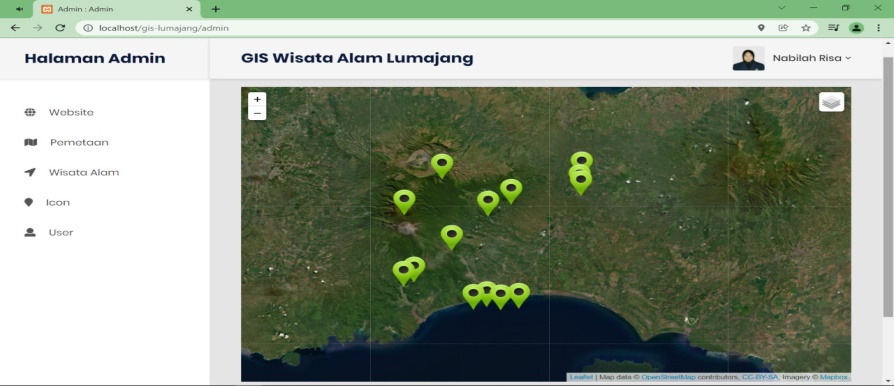 Admin : Admin
localhost/gis-lumajang/admin
Halaman Admin
GIS Wisata Alam Lumajang
Nabilah Risa
+
−
Website
Pemetaan
Wisata Alam
Icon
User
Leaflet | Map data © OpenStreetMap contributors, CC-BY-SA, Imagery © Mapbox